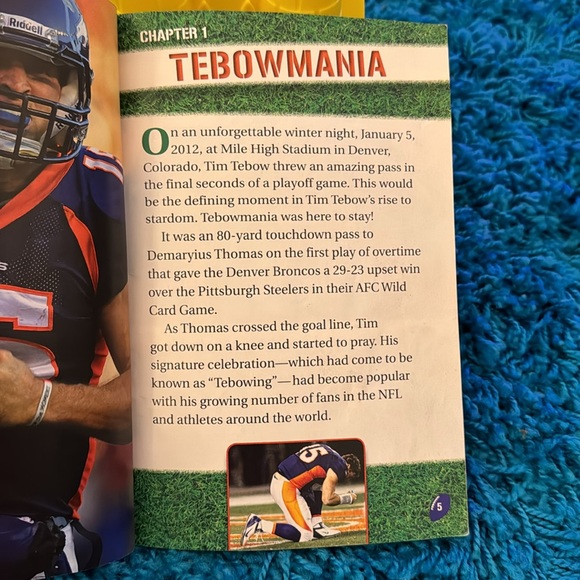 Riddell
CHAPTER 1
TEBOWMANIA
On an unforgettable winter night, January 5,
2012, at Mile High Stadium in Denver,
Colorado, Tim Tebow threw an amazing pass in
the final seconds of a playoff game. This would
be the defining moment in Tim Tebow's rise to
stardom. Tebowmania was here to stay!
It was an 80-yard touchdown pass to
Demaryius Thomas on the first play of overtime
that gave the Denver Broncos a 29-23 upset win
over the Pittsburgh Steelers in their AFC Wild
Card Game.
As Thomas crossed the goal line, Tim
got down on a knee and started to pray. His
signature celebration—which had come to be
known as “Tebowing”—had become popular
with his growing number of fans in the NFL
and athletes around the world.
15
5